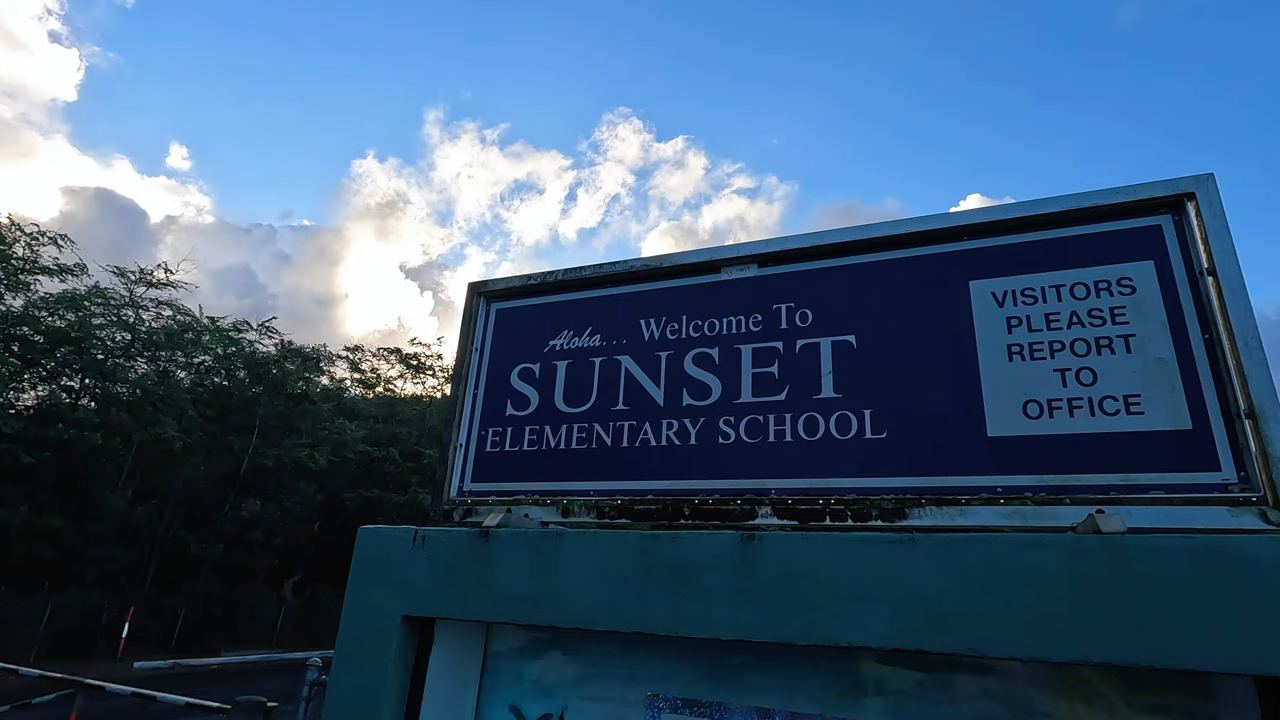 Aloha... Welcome To
SUNSET
ELEMENTARY SCHOOL
VISITORS
PLEASE
REPORT
TO
OFFICE